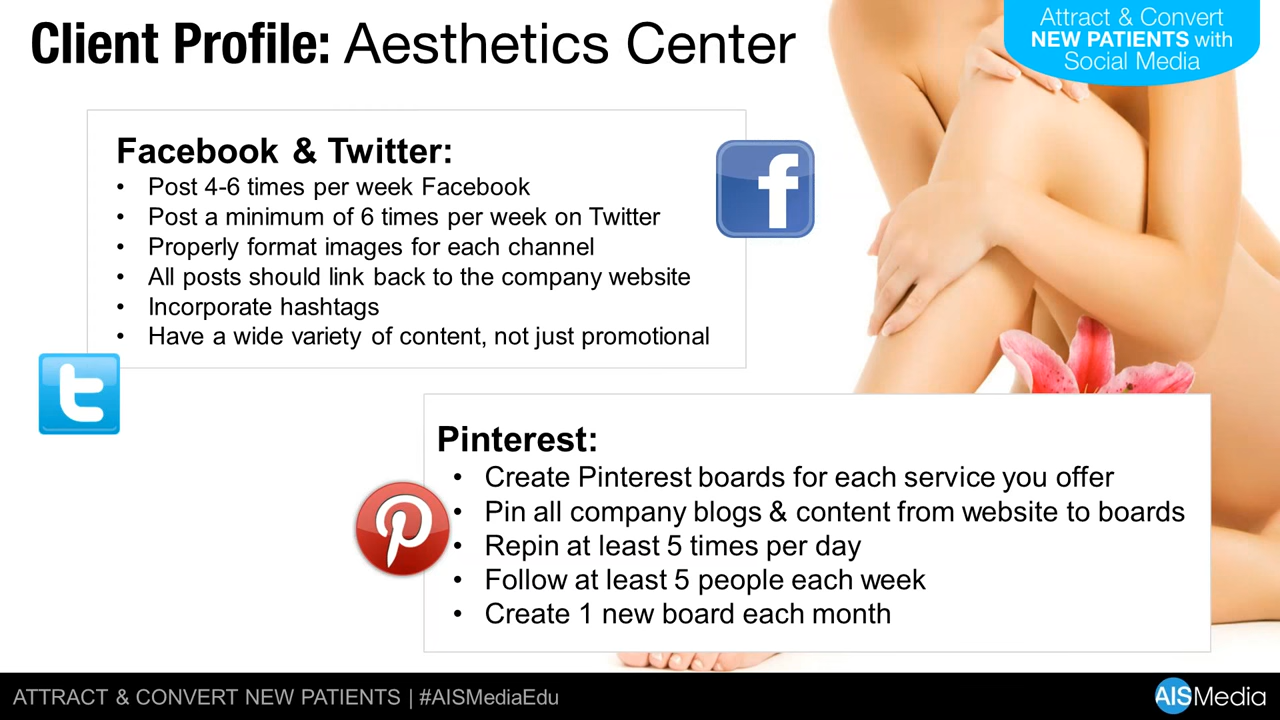 Client Profile: Aesthetics Center
Attract & Convert
NEW PATIENTS with
Social Media
Facebook & Twitter:
• Post 4-6 times per week Facebook
• Post a minimum of 6 times per week on Twitter
• Properly format images for each channel
• All posts should link back to the company website
• Incorporate hashtags
• Have a wide variety of content, not just promotional
f
t
Pinterest:
• Create Pinterest boards for each service you offer
• Pin all company blogs & content from website to boards
• Repin at least 5 times per day
• Follow at least 5 people each week
• Create 1 new board each month
P
ATTRACT & CONVERT NEW PATIENTS | #AISMediaEdu
AISMedia